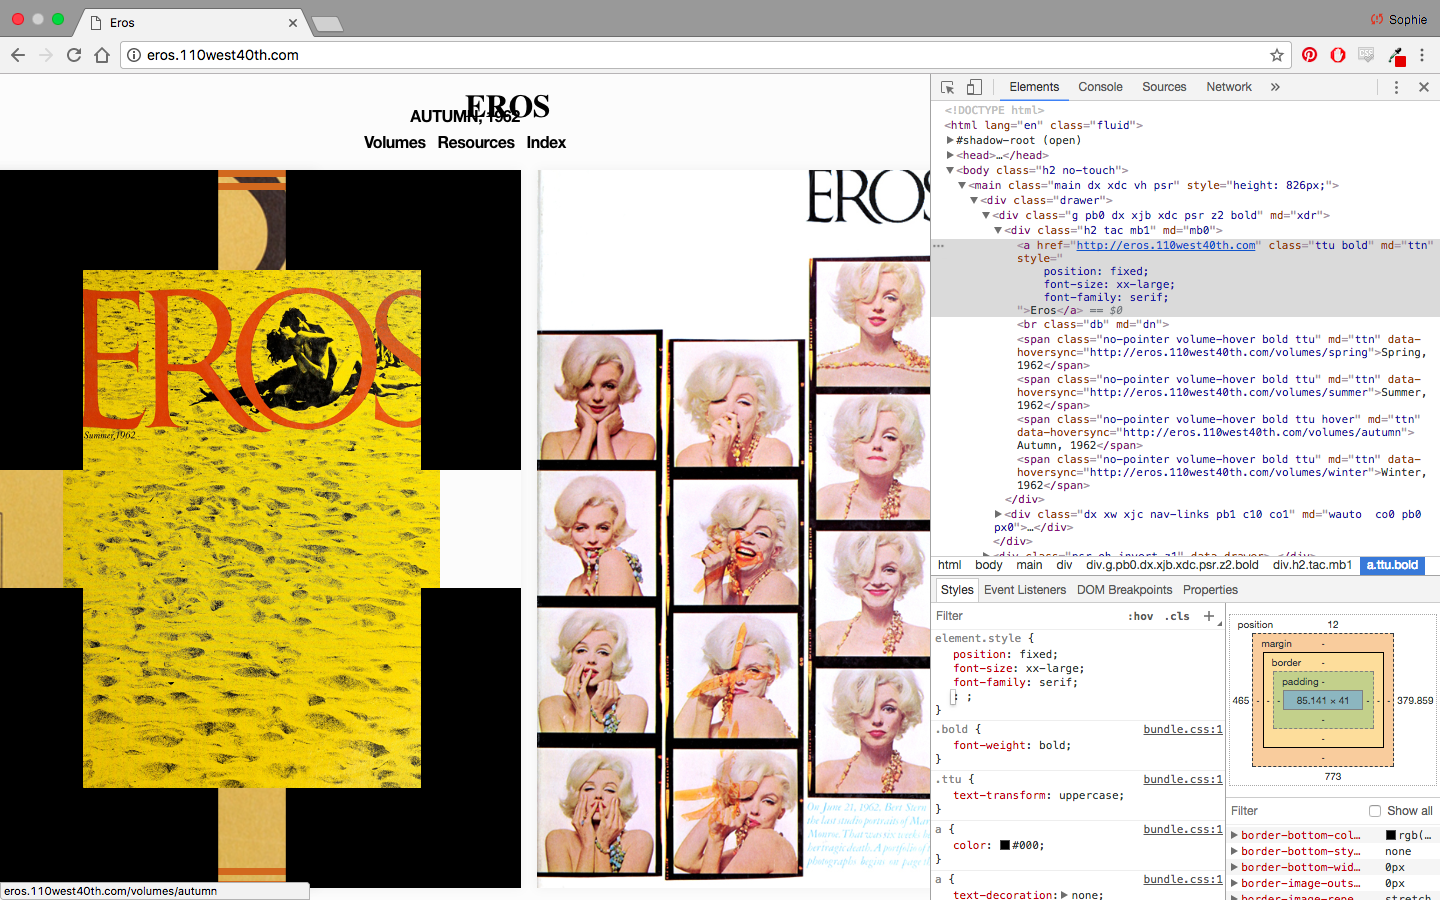 Eros
Sophie
eros.110west40th.com
EROS
AUTUMN, 1962
Volumes Resources Index
EROS
Summer, 1962
EROS
On June 21, 1962, Bert Stern
the last studio portraits of Mar
Monroe. That was six weeks b
her tragic death. A portfolio of t
photographs begins on page
eros.110west40th.com/volumes/autumn
Elements Console Sources Network »
<!DOCTYPE html>
<html lang="en" class="fluid">
▶#shadow-root (open)
▶<head>…</head>
▼<body class="h2 no-touch">
▼<main class="main dx xdc vh psr" style="height: 826px;">
▼<div class="drawer">
▼<div class="g pb0 dx xjb xdc psr z2 bold" md="xdr">
▼<div class="h2 tac mb1" md="mb0">
<a href="http://eros.110west40th.com" class="ttu bold" md="ttn"
style="
position: fixed;
font-size: xx-large;
font-family: serif;
">Eros</a> == $0
<br class="db" md="dn">
<span class="no-pointer volume-hover bold ttu" md="ttn" data-
hoversync="http://eros.110west40th.com/volumes/spring">Spring,
1962</span>
<span class="no-pointer volume-hover bold ttu" md="ttn" data-
hoversync="http://eros.110west40th.com/volumes/summer">Summer,
1962</span>
<span class="no-pointer volume-hover bold ttu hover" md="ttn"
data-hoversync="http://eros.110west40th.com/volumes/autumn">
Autumn, 1962</span>
<span class="no-pointer volume-hover bold ttu" md="ttn" data-
hoversync="http://eros.110west40th.com/volumes/winter">Winter,
1962</span>
</div>
▶<div class="dx xw xjc nav-links pb1 c10 co1" md="wauto  co0 pb0
px0">…</div>
</div>
▶<div class="psr oh invert z1" data-drawer>…</div>
html body main div div.g.pb0.dx.xjb.xdc.psr.z2.bold div.h2.tac.mb1 a.ttu.bold
Styles Event Listeners DOM Breakpoints Properties
Filter :hov .cls +
element.style {
position: fixed;
font-size: xx-large;
font-family: serif;
: ;
}
.bold { bundle.css:1
font-weight: bold;
}
.ttu { bundle.css:1
text-transform: uppercase;
}
a { bundle.css:1
color: #000;
}
a { bundle.css:1
text-decoration:▶none;
position 12
margin -
border -
padding -
465 - - - 85.141 × 41 - - - 379.859
-
-
-
773
Filter Show all
▶border-bottom-col… rgb(…
▶border-bottom-sty… none
▶border-bottom-wid… 0px
▶border-image-outs… 0px
▶border-image-repe… stretch